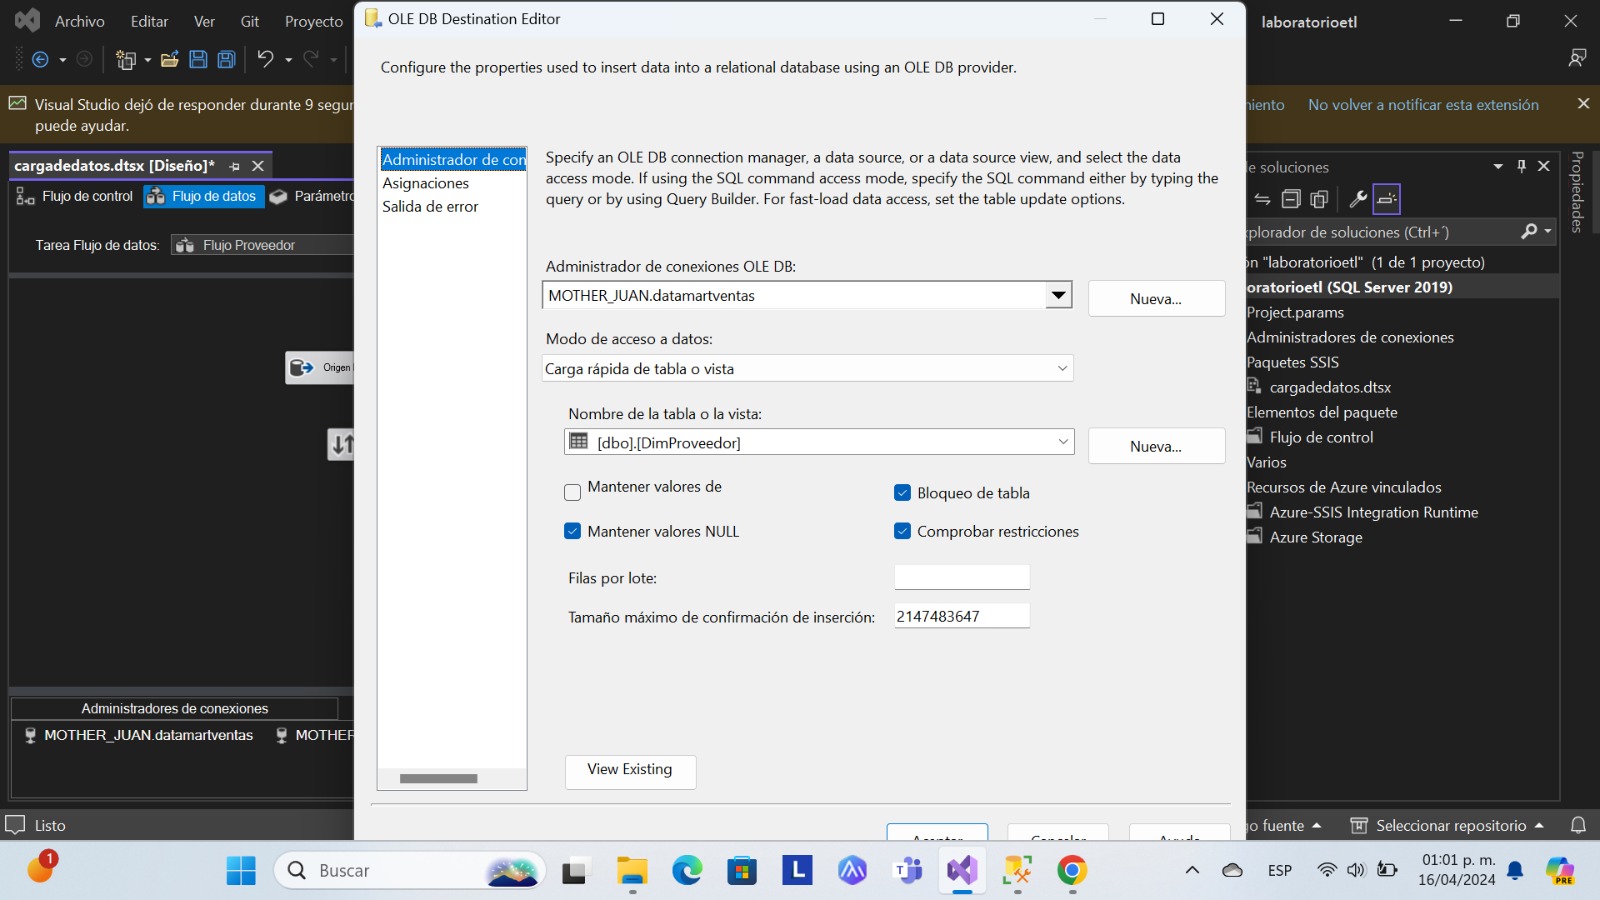 Archivo Editar Ver Git Proyecto
OLE DB Destination Editor
laboratorioetl
Configure the properties used to insert data into a relational database using an OLE DB provider.
Visual Studio dejó de responder durante 9 segur
puede ayudar.
niento No volver a notificar esta extensión
cargadedatos.dtsx [Diseño]*
Flujo de control Flujo de datos Parámetro
Tarea Flujo de datos: Flujo Proveedor
Origen
Administradores de conexiones
MOTHER_JUAN.datamartventas MOTHER
Listo
Administrador de con
Asignaciones
Salida de error
Specify an OLE DB connection manager, a data source, or a data source view, and select the data
access mode. If using the SQL command access mode, specify the SQL command either by typing the
query or by using Query Builder. For fast-load data access, set the table update options.
Administrador de conexiones OLE DB:
MOTHER_JUAN.datamartventas Nueva...
Modo de acceso a datos:
Carga rápida de tabla o vista
Nombre de la tabla o la vista:
[dbo].[DimProveedor] Nueva...
Mantener valores de Bloqueo de tabla
Mantener valores NULL Comprobar restricciones
Filas por lote:
Tamaño máximo de confirmación de inserción: 2147483647
View Existing
Aceptar Cancelar Ayuda
e soluciones
Propiedades
xplorador de soluciones (Ctrl+´)
ón "laboratorioetl" (1 de 1 proyecto)
oratorioetl (SQL Server 2019)
Project.params
Administradores de conexiones
Paquetes SSIS
cargadedatos.dtsx
Elementos del paquete
Flujo de control
Varios
Recursos de Azure vinculados
Azure-SSIS Integration Runtime
Azure Storage
go fuente Seleccionar repositorio
1
Buscar
L
T
ESP
01:01 p. m.
16/04/2024
PRE